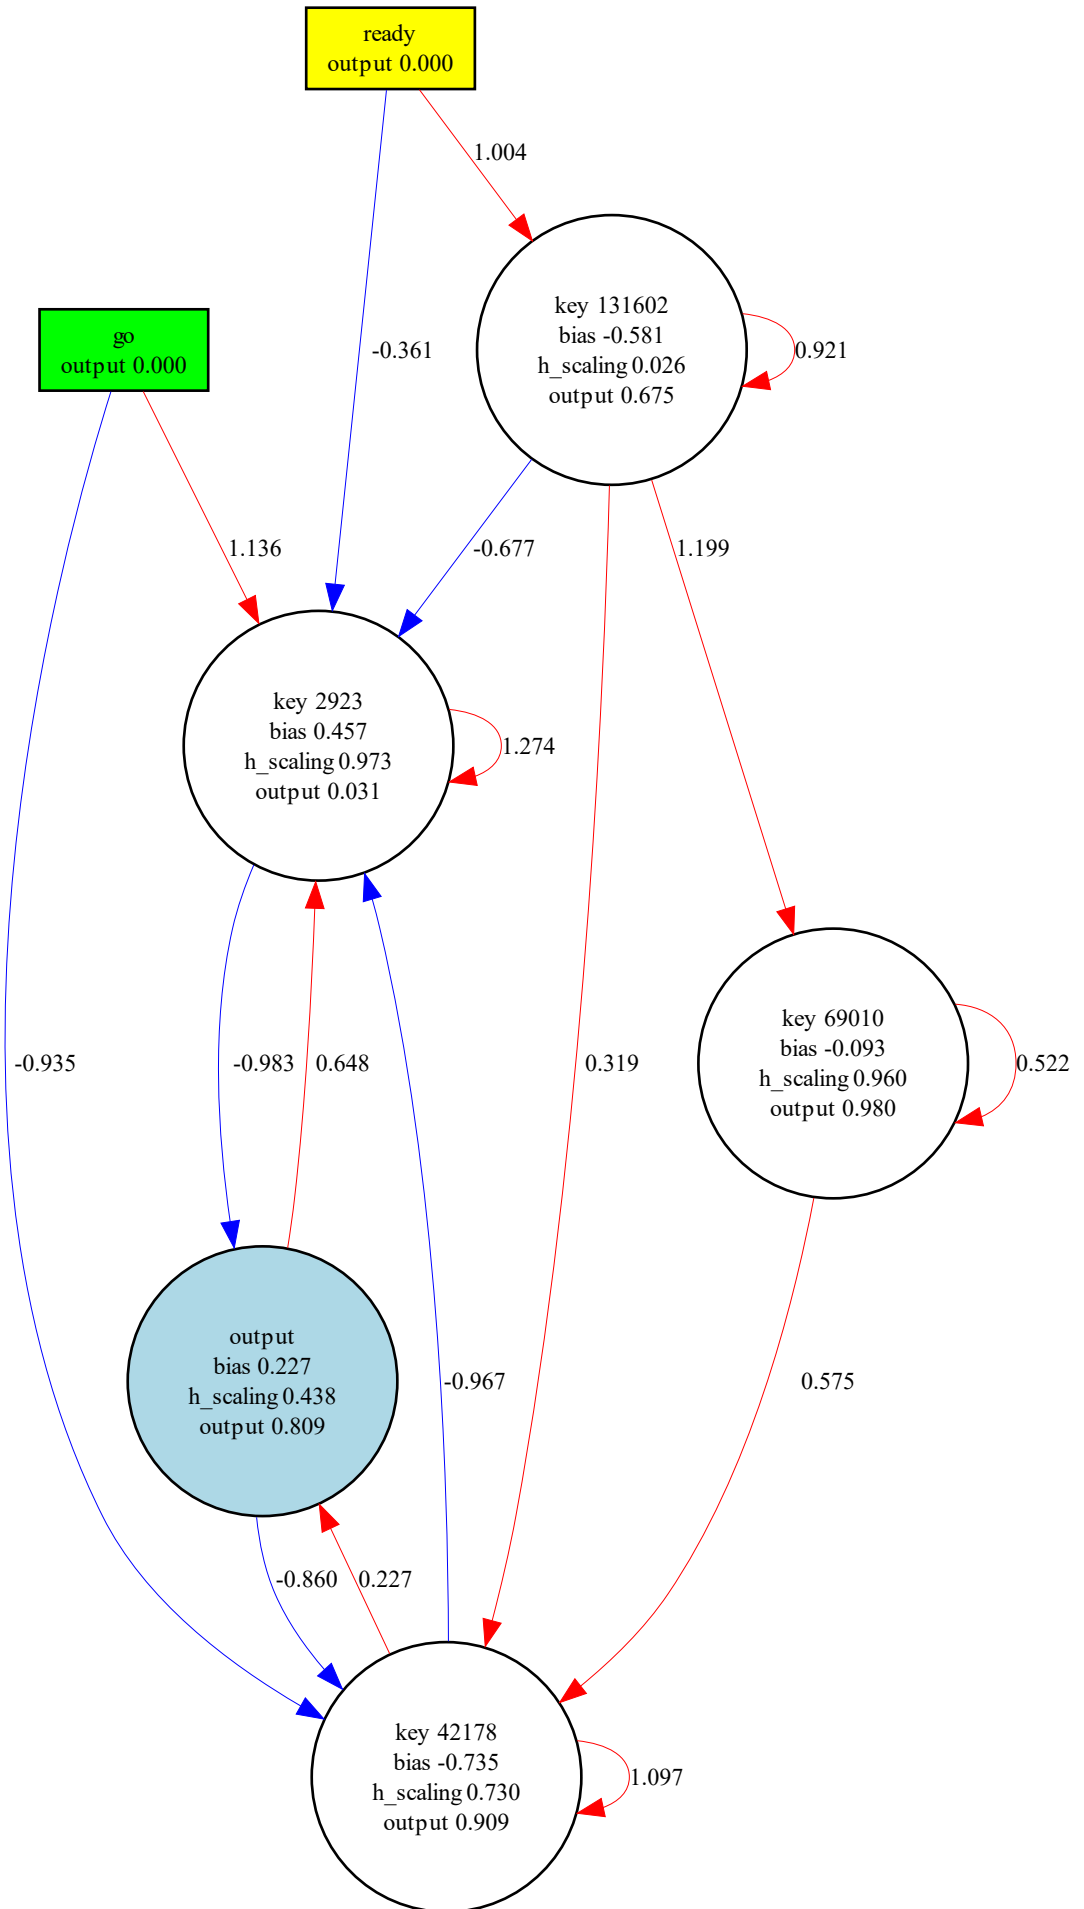 ready
output 0.000
1.004
key 131602
bias -0.581
h_scaling 0.026
output 0.675
0.921
go
output 0.000
-0.361
1.136
-0.677
1.199
key 2923
bias 0.457
h_scaling 0.973
output 0.031
1.274
-0.935
-0.983
0.648
0.319
key 69010
bias -0.093
h_scaling 0.960
output 0.980
0.522
output
bias 0.227
h_scaling 0.438
output 0.809
-0.967
0.575
-0.860
0.227
key 42178
bias -0.735
h_scaling 0.730
output 0.909
1.097